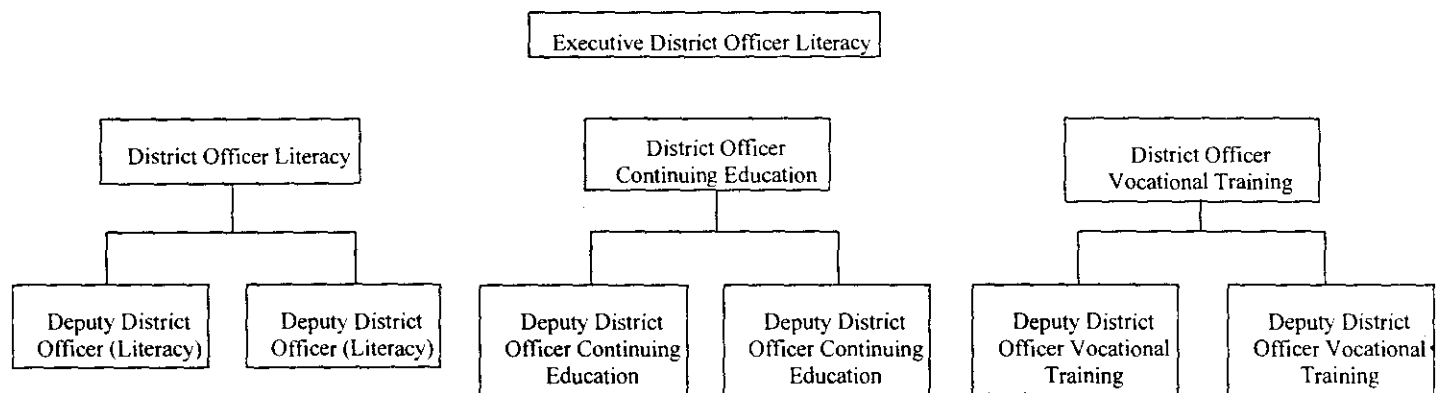 Executive District Officer Literacy
District Officer Literacy
District Officer
Continuing Education
District Officer
Vocational Training
Deputy District
Officer (Literacy)
Deputy District
Officer (Literacy)
Deputy District
Officer Continuing
Education
Deputy District
Officer Continuing
Education
Deputy District
Officer Vocational
Training
Deputy District
Officer Vocational
Training